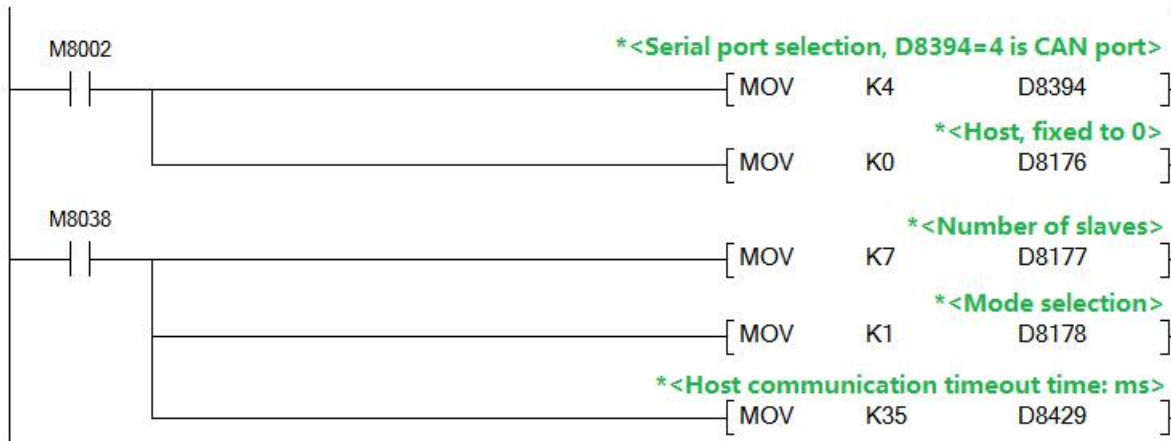 M8002
*<Serial port selection, D8394=4 is CAN port>
[ MOV K4 D8394 ]
*<Host, fixed to 0>
[ MOV K0 D8176 ]
M8038
*<Number of slaves>
[ MOV K7 D8177 ]
*<Mode selection>
[ MOV K1 D8178 ]
*<Host communication timeout time: ms>
[ MOV K35 D8429 ]